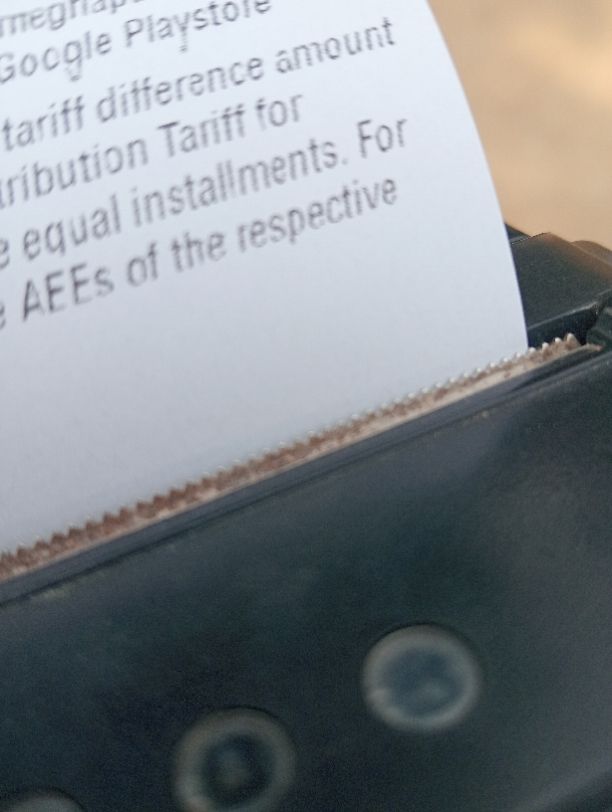 Google Playstore
tariff difference amount
Tariff for
equal installments. For
AEEs of the respective